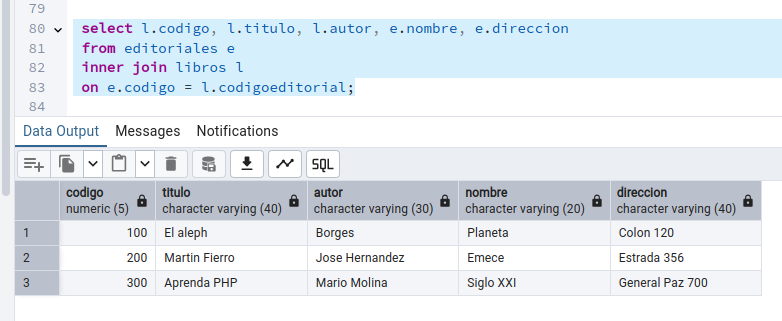 79
80 select l.codigo, l.titulo, l.autor, e.nombre, e.direccion
81 from editoriales e
82 inner join libros l
83 on e.codigo = l.codigoeditorial;
84
Data Output Messages Notifications
SQL
codigo titulo autor nombre direccion
numeric (5) character varying (40) character varying (30) character varying (20) character varying (40)
1 100 El aleph Borges Planeta Colon 120
2 200 Martin Fierro Jose Hernandez Emece Estrada 356
3 300 Aprenda PHP Mario Molina Siglo XXI General Paz 700